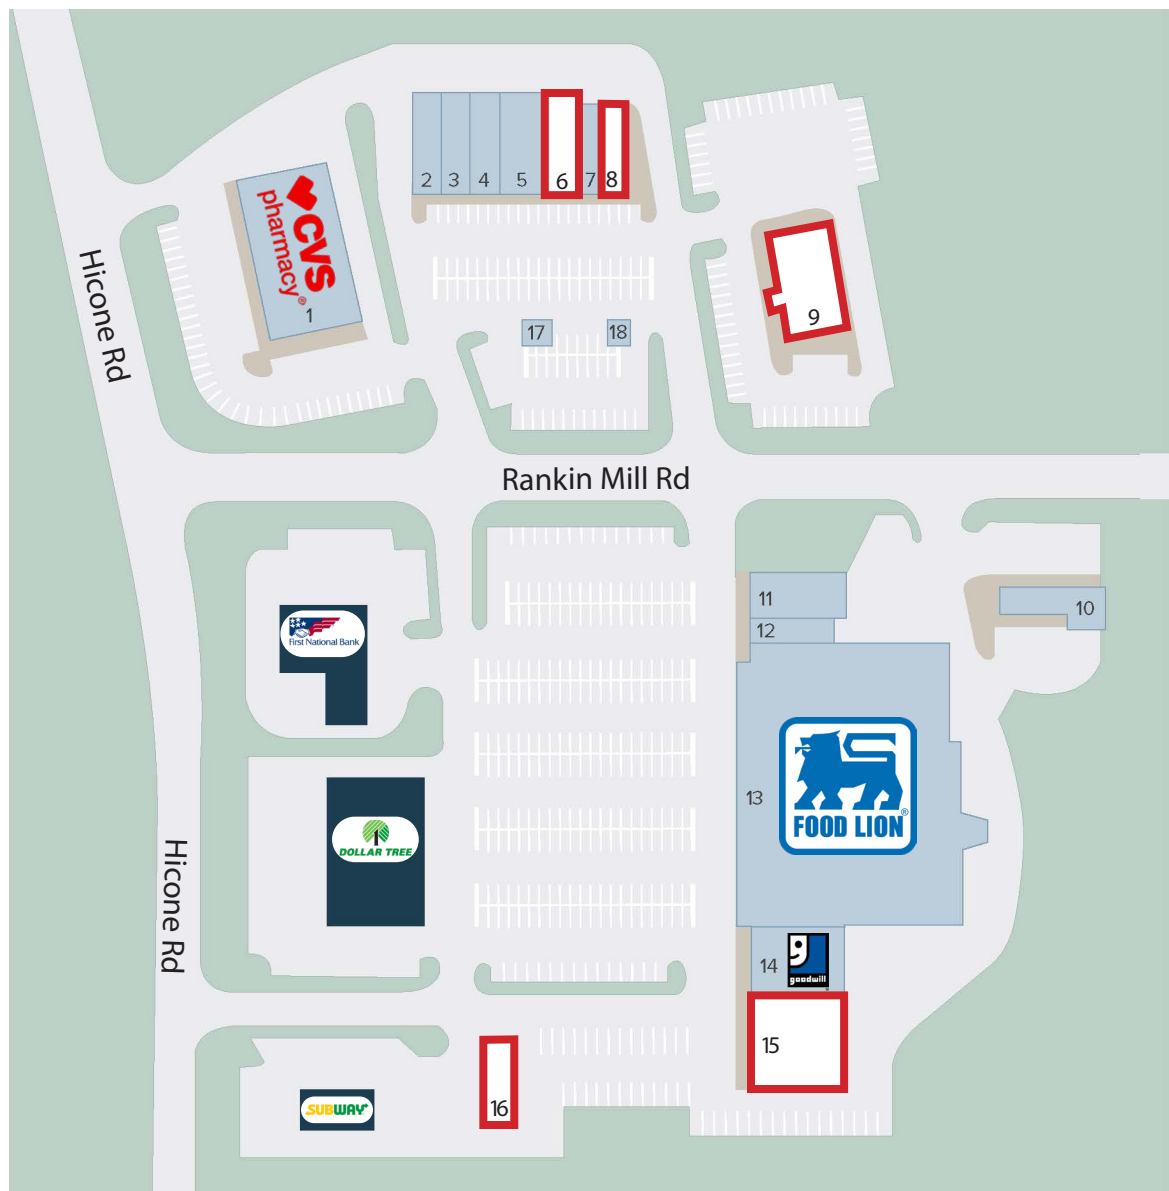 Hicone Rd
CVS
pharmacy®
1
2
3
4
5
6
7
8
9
17
18
Rankin Mill Rd
First National Bank
11
12
10
DOLLAR TREE
13
FOOD LION®
Hicone Rd
14
goodwill
15
SUBWAY
16